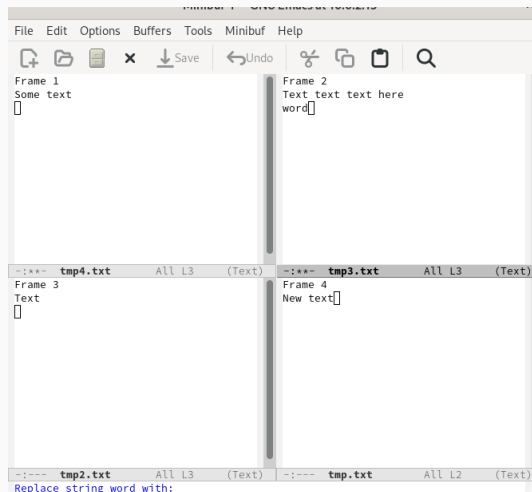 File Edit Options Buffers Tools Minibuf Help
Save Undo
Frame 1
Some text
-:**- tmp4.txt All L3 (Text)
Frame 2
Text text text here
word
-:**- tmp3.txt All L3 (Text)
Frame 3
Text
-:--- tmp2.txt All L3 (Text)
Frame 4
New text
-:--- tmp.txt All L2 (Text)
Replace string word with: